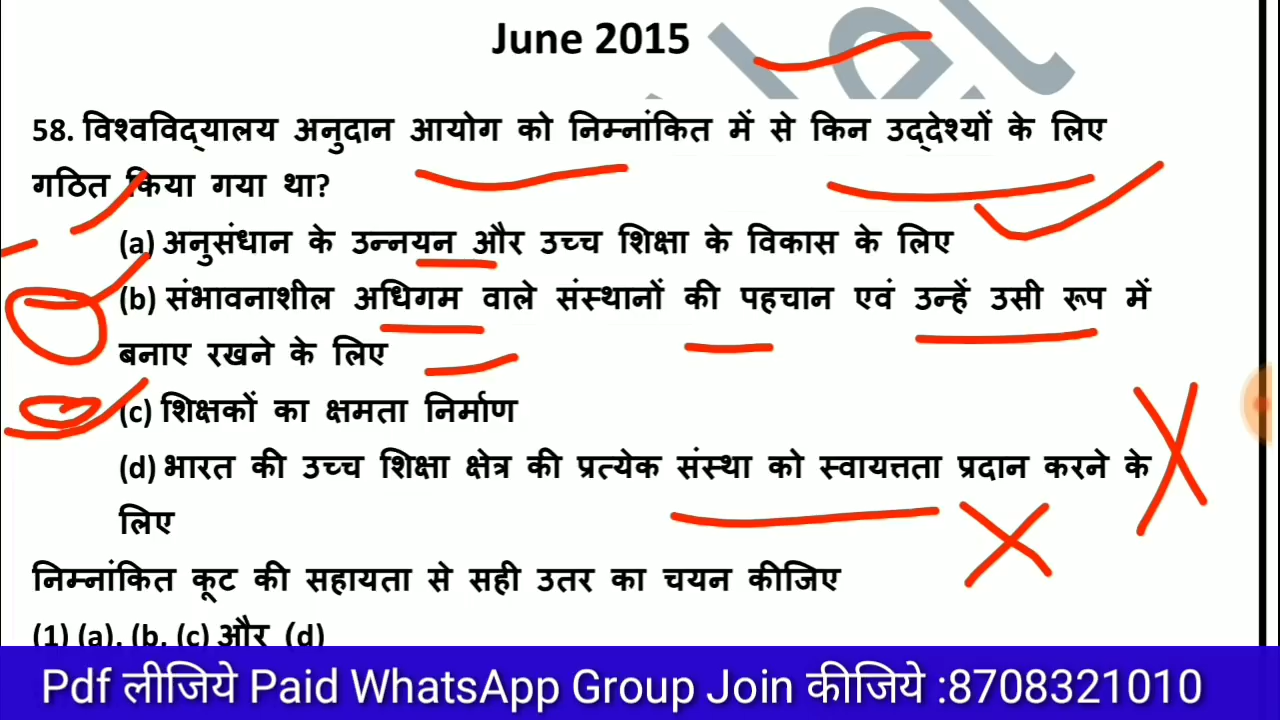 June 2015
58. विश्वविद्यालय अनुदान आयोग को निम्नांकित में से किन उद्देश्यों के लिए
गठित किया गया था?
(a) अनुसंधान के उन्नयन और उच्च शिक्षा के विकास के लिए
(b) संभावनाशील अधिगम वाले संस्थानों की पहचान एवं उन्हें उसी रूप में
बनाए रखने के लिए
(c) शिक्षकों का क्षमता निर्माण
(d) भारत की उच्च शिक्षा क्षेत्र की प्रत्येक संस्था को स्वायत्तता प्रदान करने के
लिए
निम्नांकित कूट की सहायता से सही उतर का चयन कीजिए
(1) (a), (b, (c) और (d)
Pdf लीजिये Paid WhatsApp Group Join कीजिये :8708321010